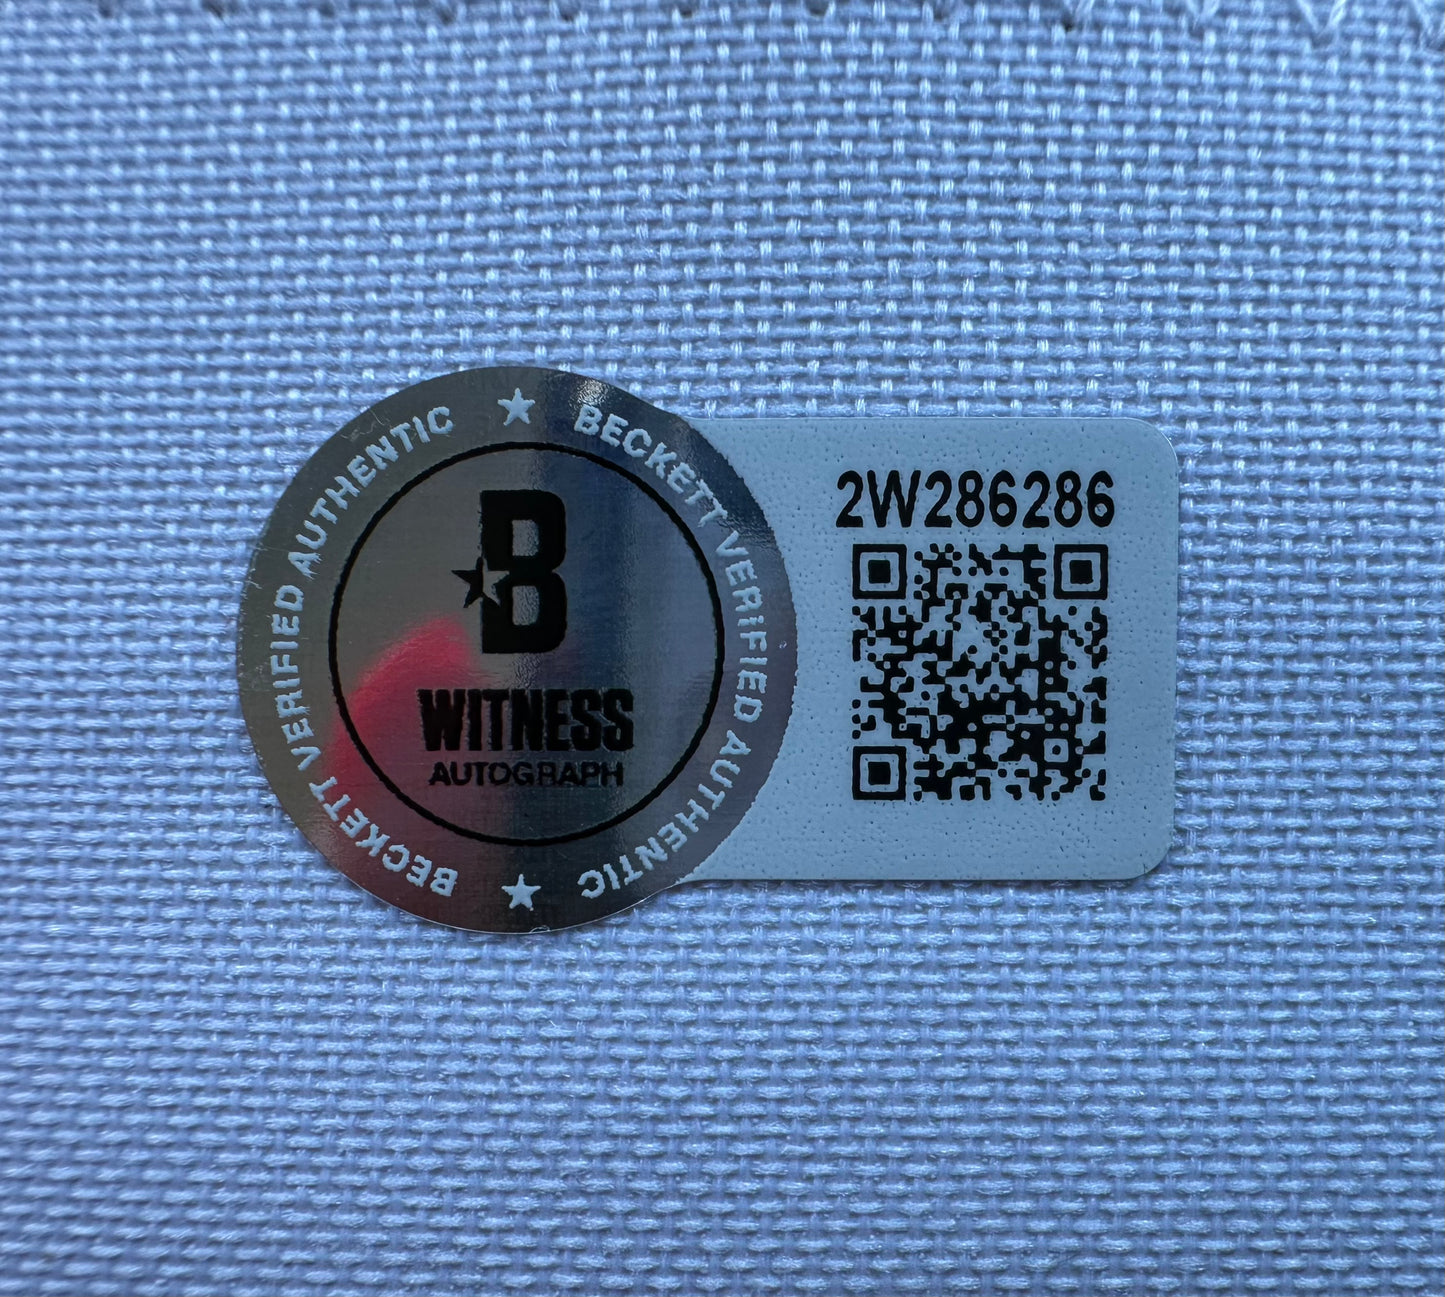 BECKETT VERIFIED AUTHENTIC
BECKETT VERIFIED AUTHENTIC
B
WITNESS
AUTOGRAPH
2W286286